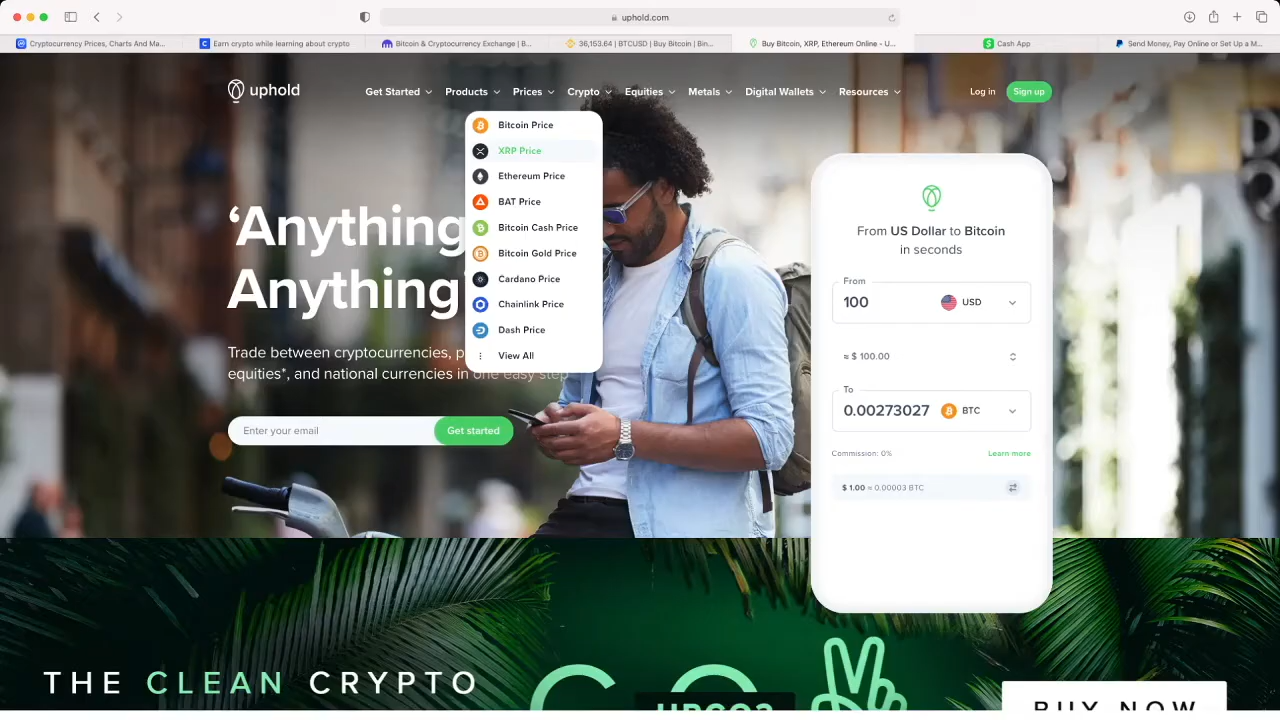 uphold.com
Cryptocurrency Prices, Charts And Ma...
Earn crypto while learning about crypto
Bitcoin & Cryptocurrency Exchange | B...
36,153.64 | BTCUSD | Buy Bitcoin | Bin...
Buy Bitcoin, XRP, Ethereum Online - U...
Cash App
Send Money, Pay Online or Set Up a M...
uphold
Get Started
Products
Prices
Crypto
Equities
Metals
Digital Wallets
Resources
Log in
Sign up
Bitcoin Price
XRP Price
Ethereum Price
BAT Price
Bitcoin Cash Price
Bitcoin Gold Price
Cardano Price
Chainlink Price
Dash Price
View All
‘Anything
Anything’
Trade between cryptocurrencies, p
equities*, and national currencies in one easy step
Enter your email
Get started
From US Dollar to Bitcoin
in seconds
From
100
USD
≈ $ 100.00
To
0.00273027
BTC
Commission: 0%
Learn more
$ 1.00 ≈ 0.00003 BTC
THE CLEAN CRYPTO
UPCO2
BUY NOW